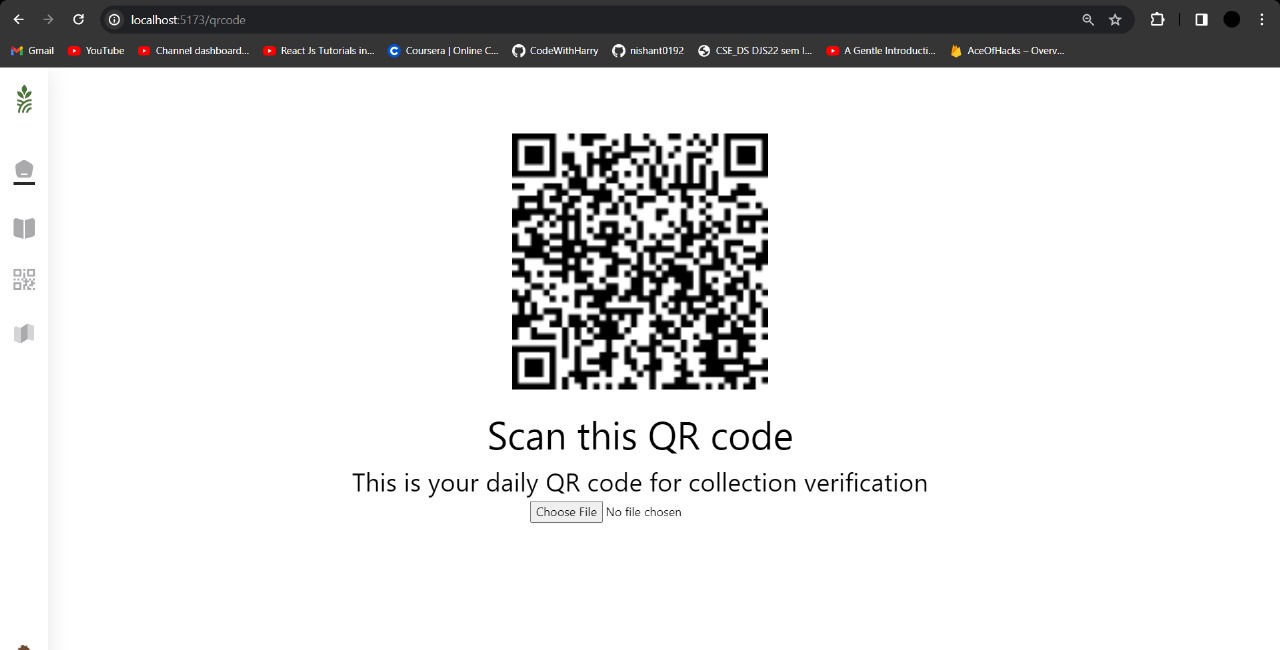 localhost:5173/qrcode
Gmail YouTube Channel dashboard... React Js Tutorials in... Coursera | Online C... CodeWithHarry nishant0192 CSE_DS DJS22 sem I... A Gentle Introducti... AceOfHacks – Overv...
Scan this QR code
This is your daily QR code for collection verification
Choose File No file chosen